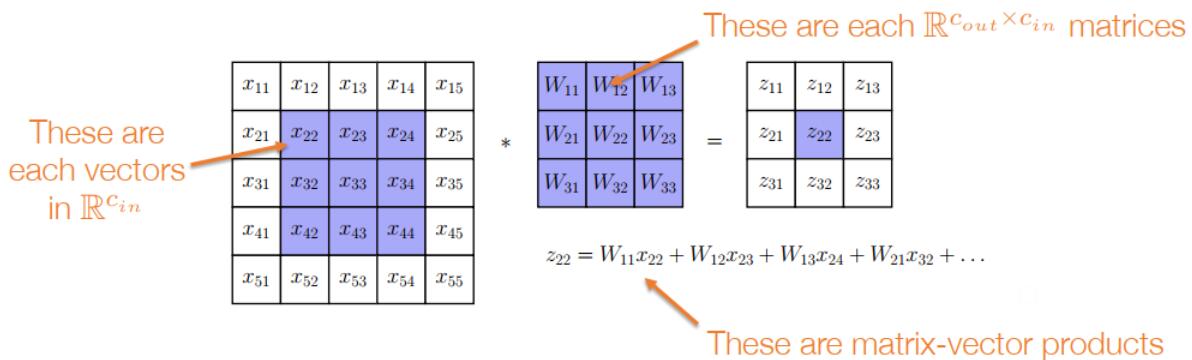 These are each ℝ^{c_{out}×c_{in}} matrices
x_{11} x_{12} x_{13} x_{14} x_{15}
x_{21} x_{22} x_{23} x_{24} x_{25}
x_{31} x_{32} x_{33} x_{34} x_{35}
x_{41} x_{42} x_{43} x_{44} x_{45}
x_{51} x_{52} x_{53} x_{54} x_{55}
These are
each vectors
in ℝ^{c_{in}}
*
W_{11} W_{12} W_{13}
W_{21} W_{22} W_{23}
W_{31} W_{32} W_{33}
=
z_{11} z_{12} z_{13}
z_{21} z_{22} z_{23}
z_{31} z_{32} z_{33}
z_{22} = W_{11}x_{22} + W_{12}x_{23} + W_{13}x_{24} + W_{21}x_{32} + ...
These are matrix-vector products